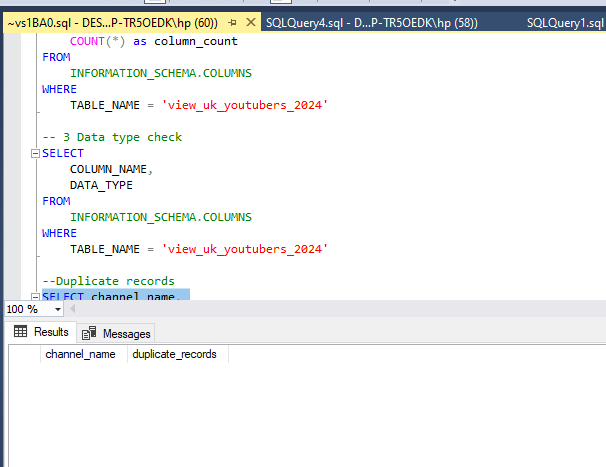 ~vs1BA0.sql - DES...P-TR5OEDK\hp (60))
SQLQuery4.sql - D...P-TR5OEDK\hp (58))
SQLQuery1.sql
COUNT(*) as column_count
FROM
INFORMATION_SCHEMA.COLUMNS
WHERE
TABLE_NAME = 'view_uk_youtubers_2024'
-- 3 Data type check
SELECT
COLUMN_NAME,
DATA_TYPE
FROM
INFORMATION_SCHEMA.COLUMNS
WHERE
TABLE_NAME = 'view_uk_youtubers_2024'
--Duplicate records
SELECT channel_name,
100 %
Results
Messages
channel_name duplicate_records